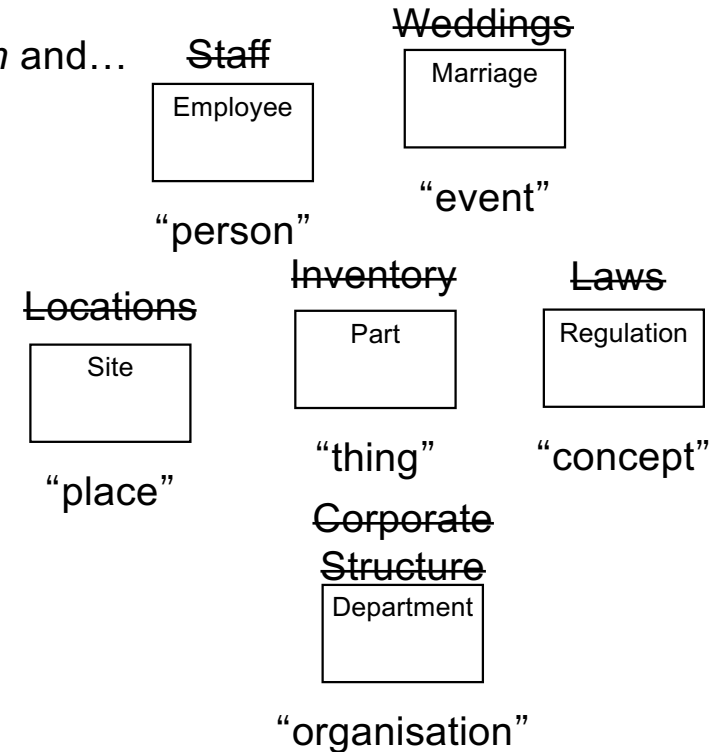 n and…
Staff
Employee
“person”
Weddings
Marriage
“event”
Locations
Site
“place”
Inventory
Part
“thing”
Laws
Regulation
“concept”
Corporate
Structure
Department
“organisation”